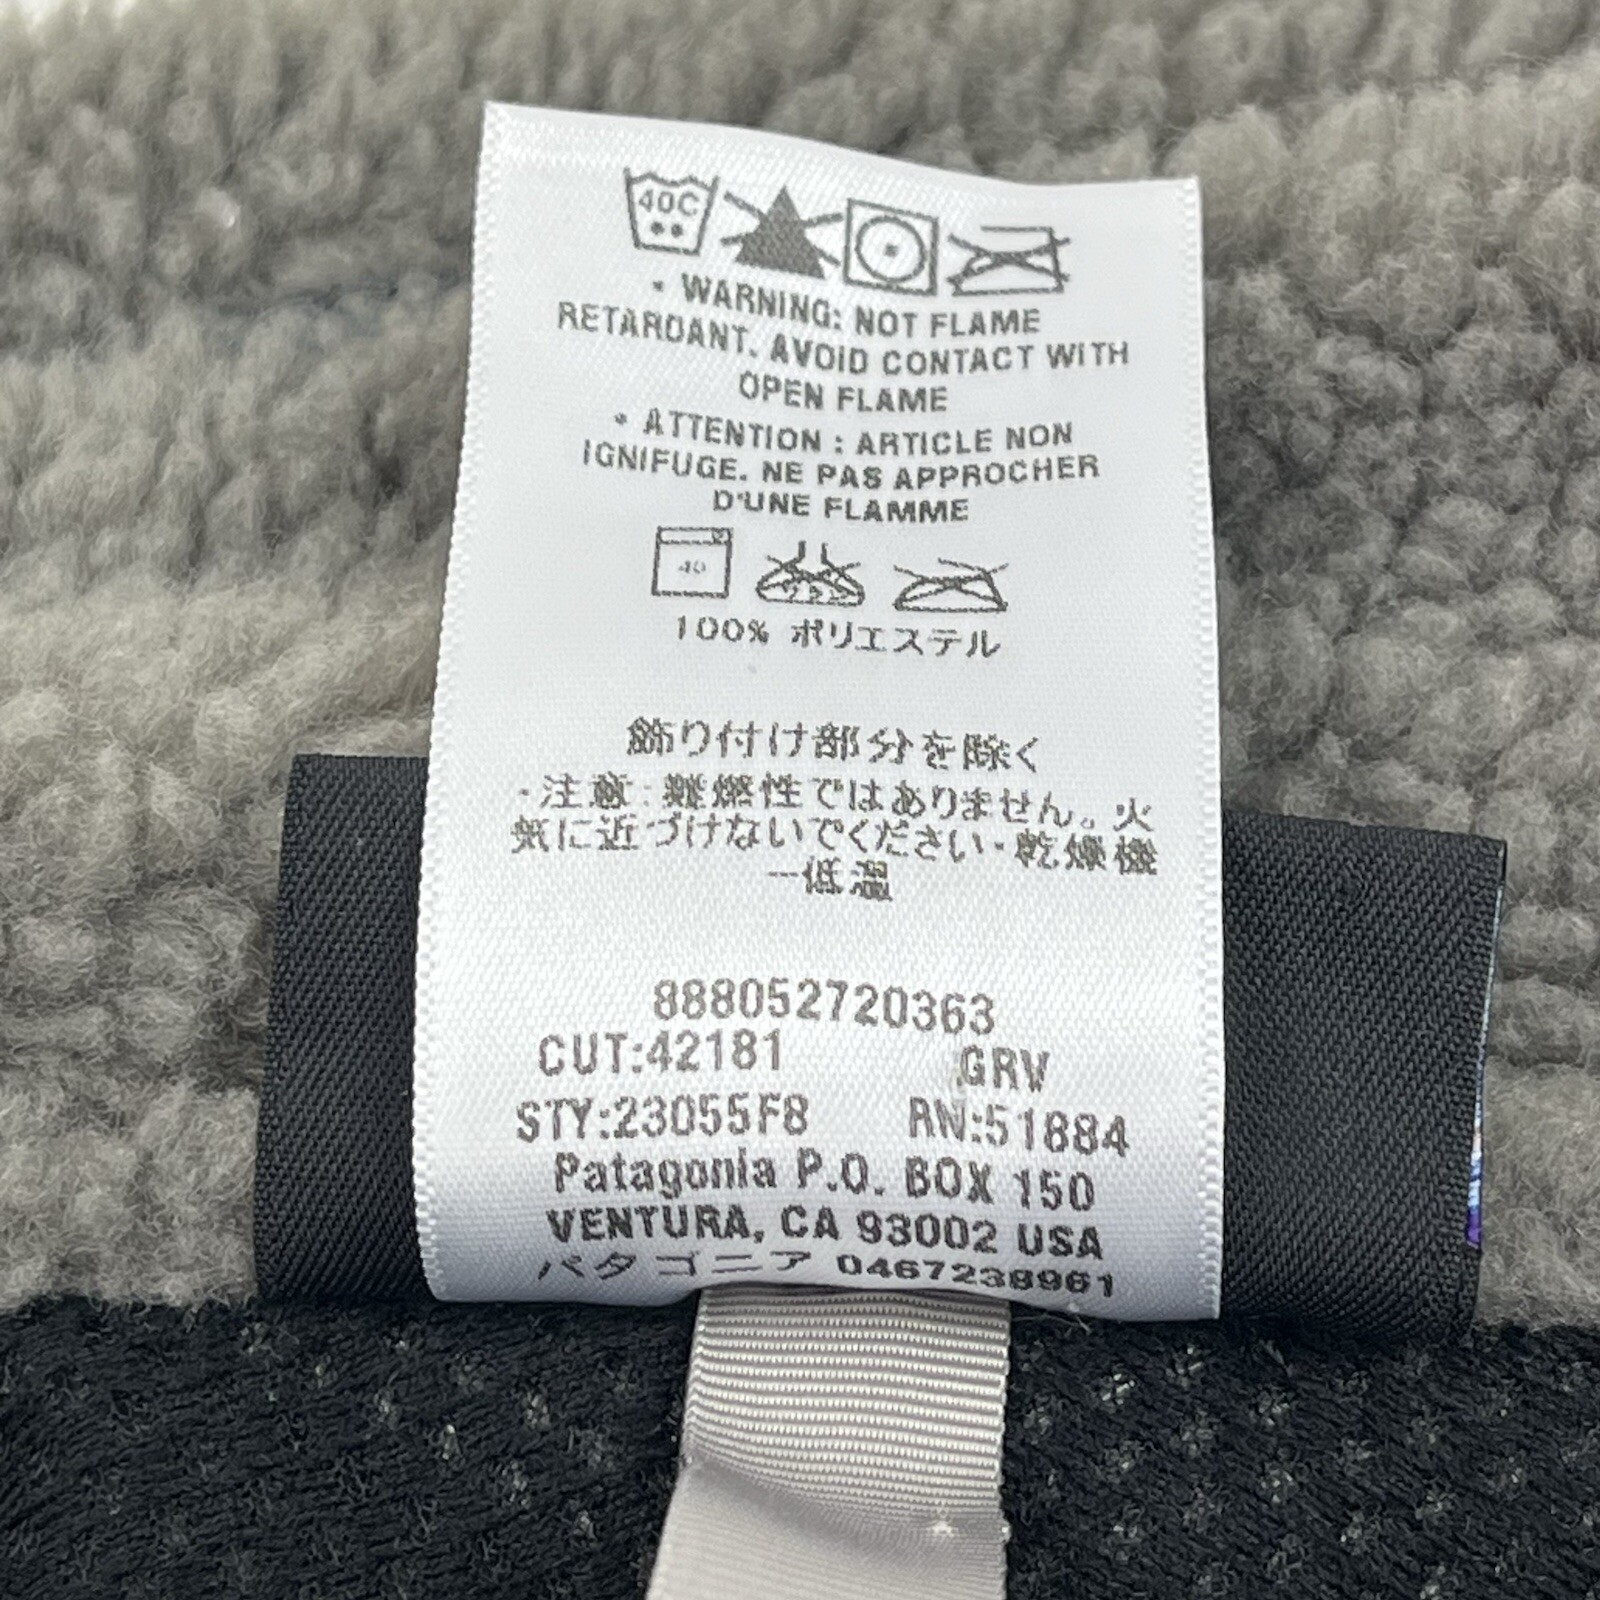 40C
• WARNING: NOT FLAME
RETARDANT. AVOID CONTACT WITH
OPEN FLAME
• ATTENTION : ARTICLE NON
IGNIFUGE. NE PAS APPROCHER
D'UNE FLAMME
40
100% ポリエステル
飾り付け部分を除く
・注意：難燃性ではありません。火
気に近づけないでください・乾燥機
ー低温
888052720363
CUT:42181 GRV
STY:23055F8 RN:51884
Patagonia P.O. BOX 150
VENTURA, CA 93002 USA
パタゴニア 0467238961